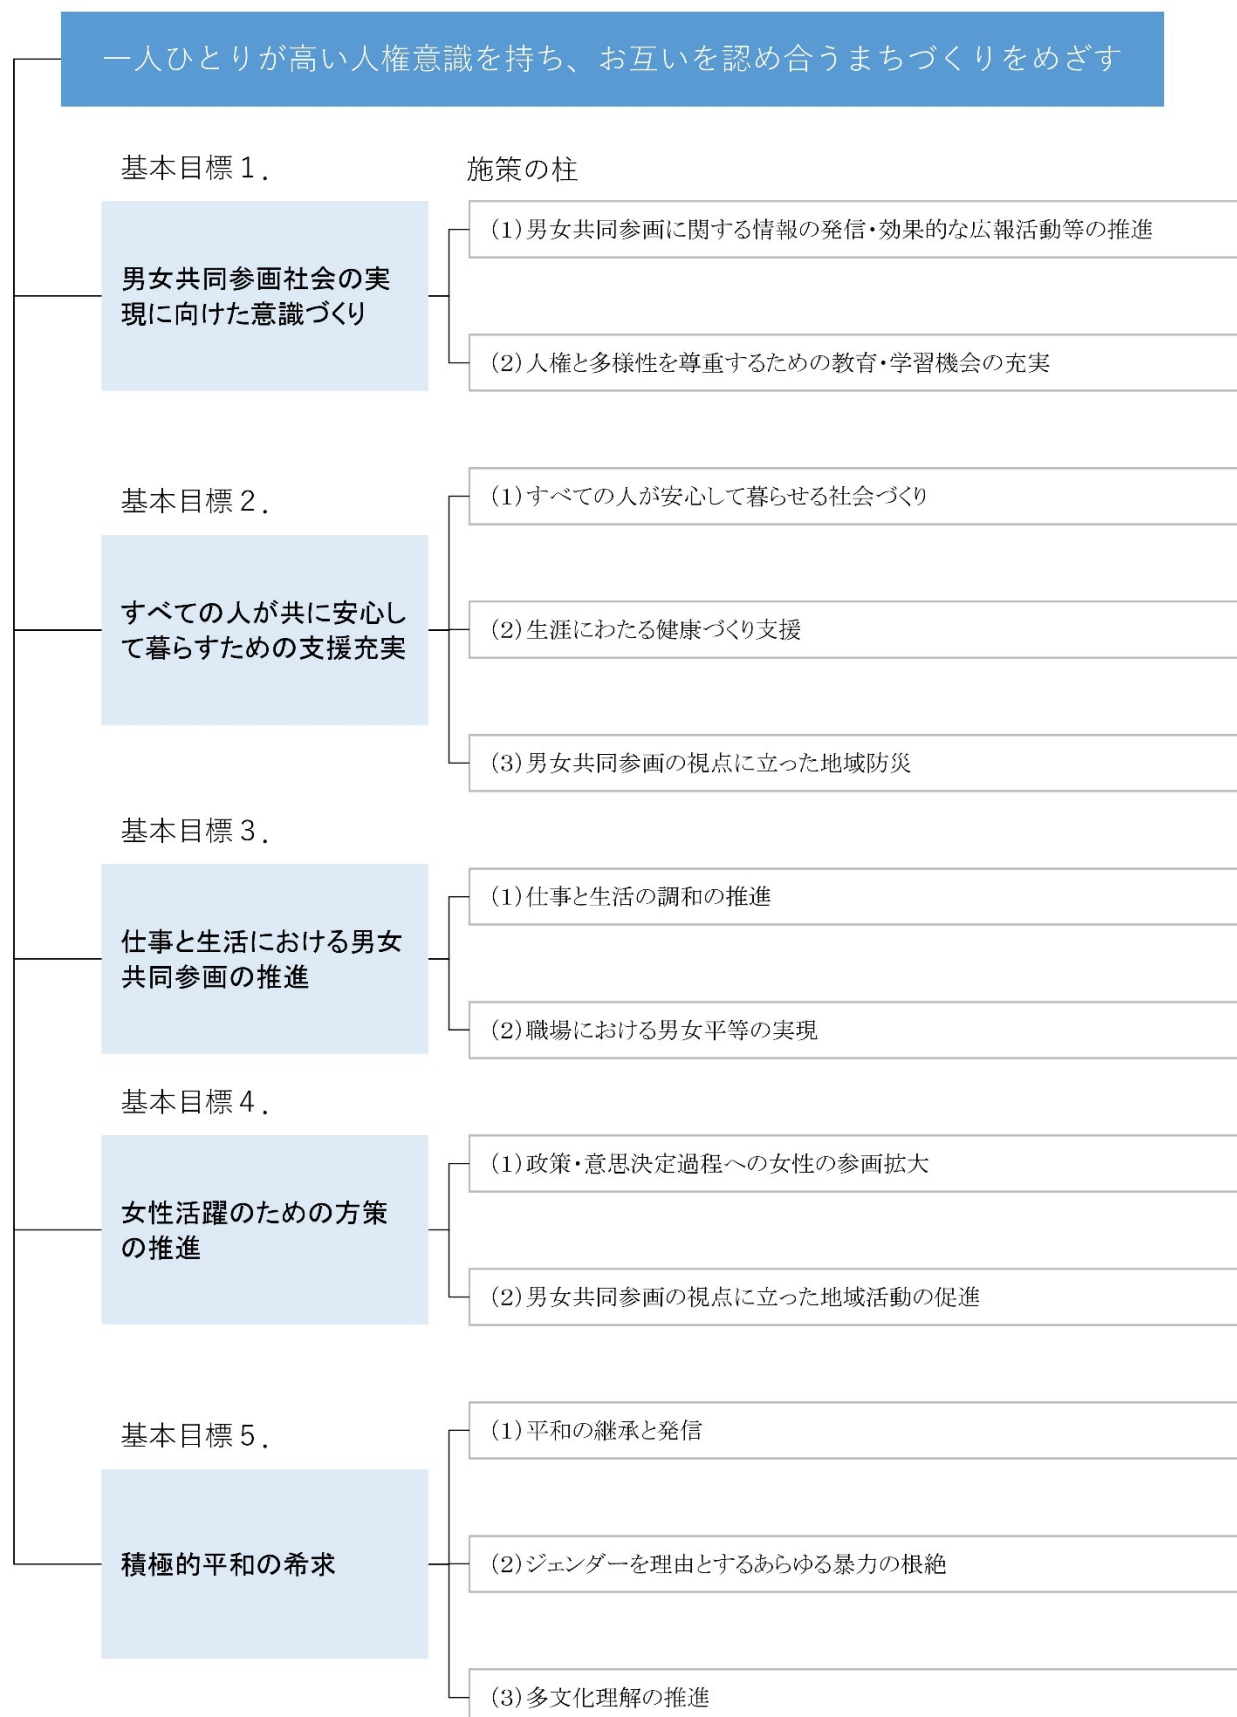 一人ひとりが高い人権意識を持ち、お互いを認め合うまちづくりをめざす
基本目標１．
施策の柱
男女共同参画社会の実
現に向けた意識づくり
(1)男女共同参画に関する情報の発信・効果的な広報活動等の推進
(2)人権と多様性を尊重するための教育・学習機会の充実
基本目標２．
すべての人が共に安心し
て暮らすための支援充実
(1)すべての人が安心して暮らせる社会づくり
(2)生涯にわたる健康づくり支援
(3)男女共同参画の視点に立った地域防災
基本目標３．
仕事と生活における男女
共同参画の推進
(1)仕事と生活の調和の推進
(2)職場における男女平等の実現
基本目標４．
女性活躍のための方策
の推進
(1)政策・意思決定過程への女性の参画拡大
(2)男女共同参画の視点に立った地域活動の促進
基本目標５．
積極的平和の希求
(1)平和の継承と発信
(2)ジェンダーを理由とするあらゆる暴力の根絶
(3)多文化理解の推進